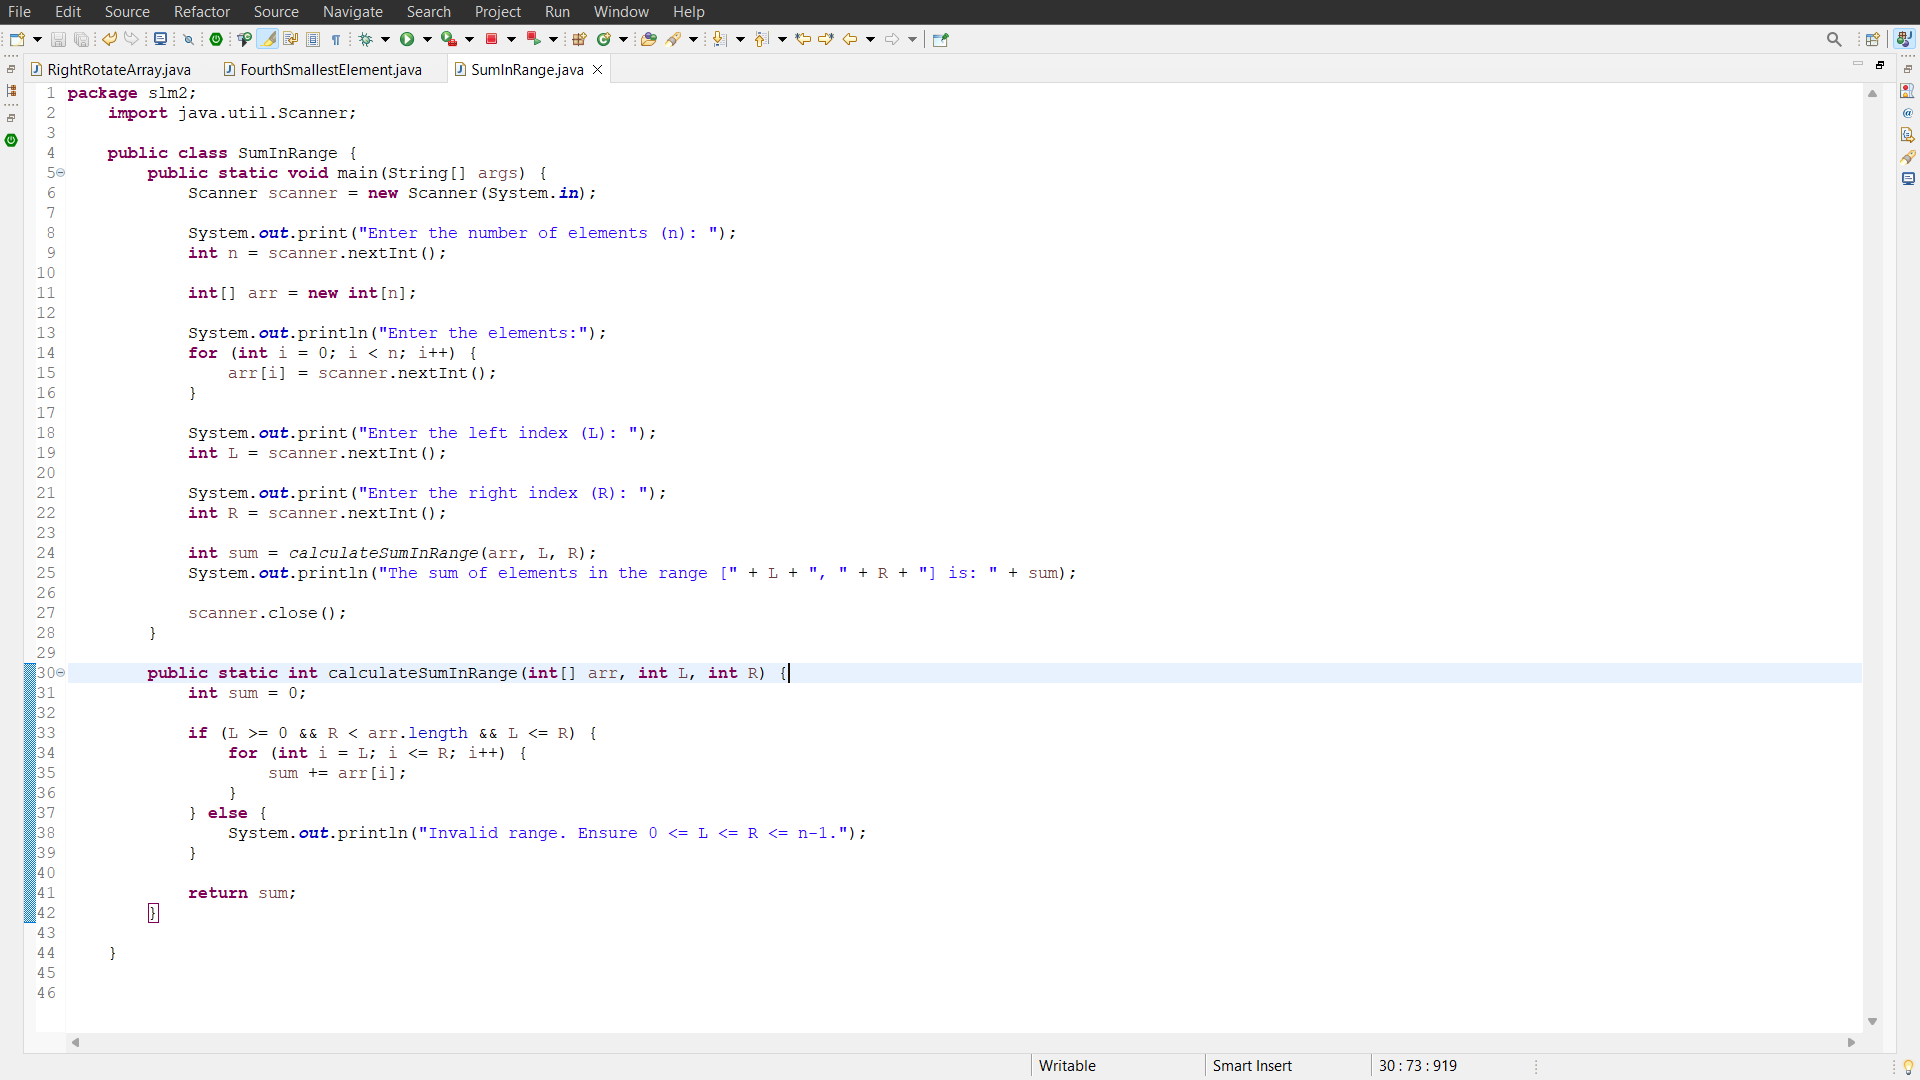 File Edit Source Refactor Source Navigate Search Project Run Window Help
RightRotateArray.java FourthSmallestElement.java SumInRange.java
1 package slm2;
2 import java.util.Scanner;
3
4 public class SumInRange {
5 public static void main(String[] args) {
6 Scanner scanner = new Scanner(System.in);
7
8 System.out.print("Enter the number of elements (n): ");
9 int n = scanner.nextInt();
10
11 int[] arr = new int[n];
12
13 System.out.println("Enter the elements:");
14 for (int i = 0; i < n; i++) {
15 arr[i] = scanner.nextInt();
16 }
17
18 System.out.print("Enter the left index (L): ");
19 int L = scanner.nextInt();
20
21 System.out.print("Enter the right index (R): ");
22 int R = scanner.nextInt();
23
24 int sum = calculateSumInRange(arr, L, R);
25 System.out.println("The sum of elements in the range [" + L + ", " + R + "] is: " + sum);
26
27 scanner.close();
28 }
29
30 public static int calculateSumInRange(int[] arr, int L, int R) {
31 int sum = 0;
32
33 if (L >= 0 && R < arr.length && L <= R) {
34 for (int i = L; i <= R; i++) {
35 sum += arr[i];
36 }
37 } else {
38 System.out.println("Invalid range. Ensure 0 <= L <= R <= n-1.");
39 }
40
41 return sum;
42 }
43
44 }
45
46
Writable Smart Insert 30 : 73 : 919